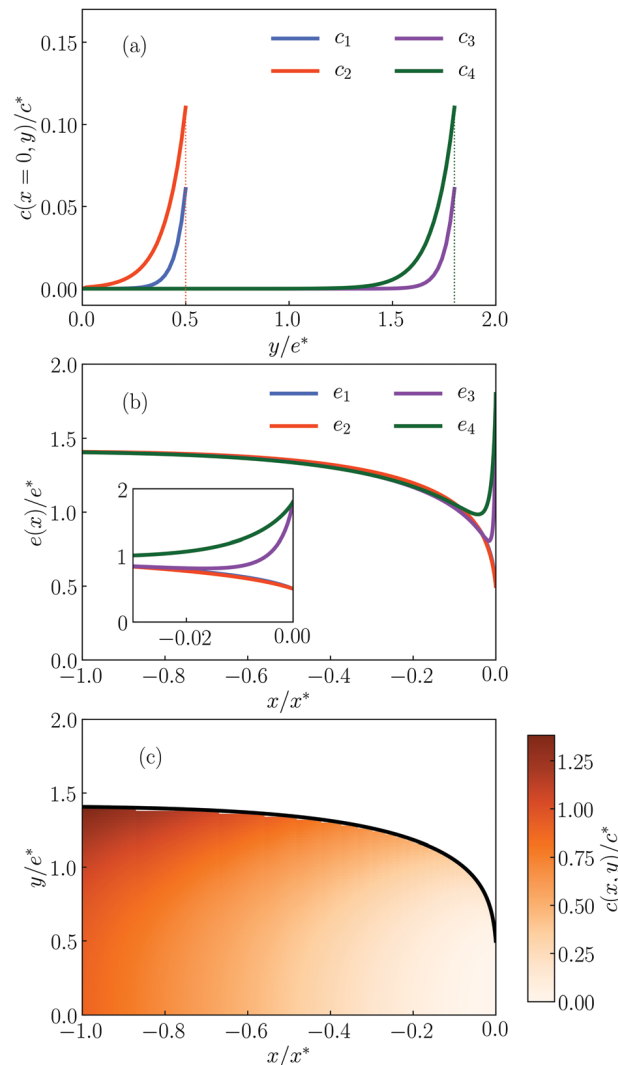 (a)
c₁
c₂
c₃
c₄
c(x = 0, y)/c*
0.15
0.10
0.05
0.00
0.0
0.5
1.0
1.5
2.0
y/e*
(b)
e₁
e₂
e₃
e₄
e(x)/e*
2.0
1.5
1.0
0.5
0.0
2
1
0
−0.02
0.00
−1.0
−0.8
−0.6
−0.4
−0.2
0.0
x/x*
(c)
y/e*
2.0
1.5
1.0
0.5
0.0
−1.0
−0.8
−0.6
−0.4
−0.2
0.0
x/x*
1.25
1.00
0.75
0.50
0.25
0.00
c(x, y)/c*